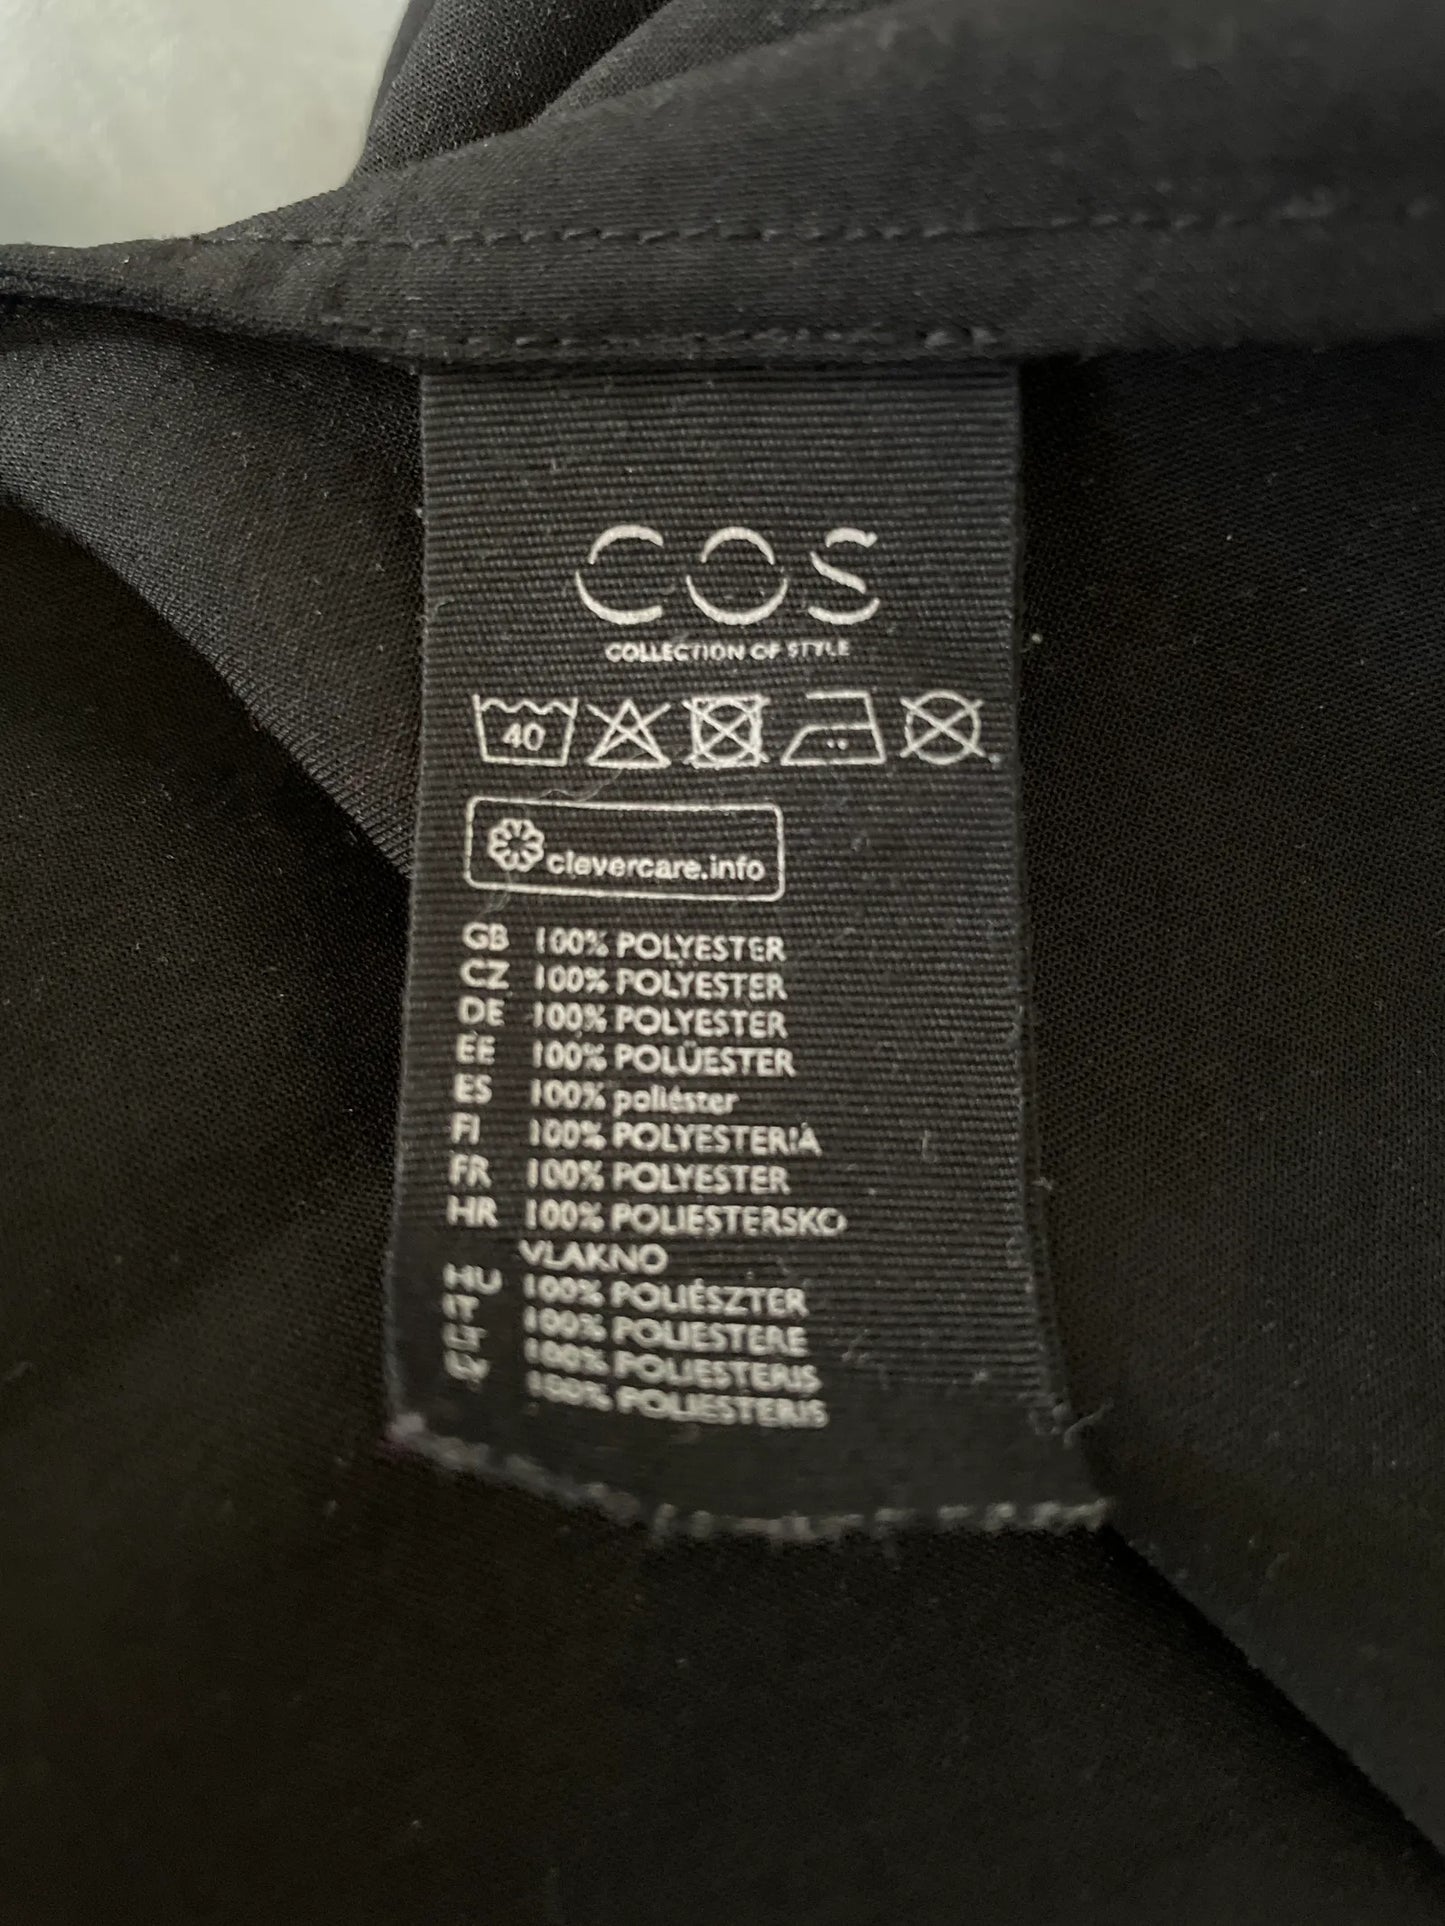 COS
COLLECTION OF STYLE
40
clevercare.info
GB 100% POLYESTER
CZ 100% POLYESTER
DE 100% POLYESTER
EE 100% POLÜESTER
ES 100% poliéster
FI 100% POLYESTERIÄ
FR 100% POLYESTER
HR 100% POLIESTERSKO
VLAKNO
HU 100% POLIÉSZTER
IT 100% POLIESTERE
LT 100% POLIESTERIS
LV 100% POLIESTERIS